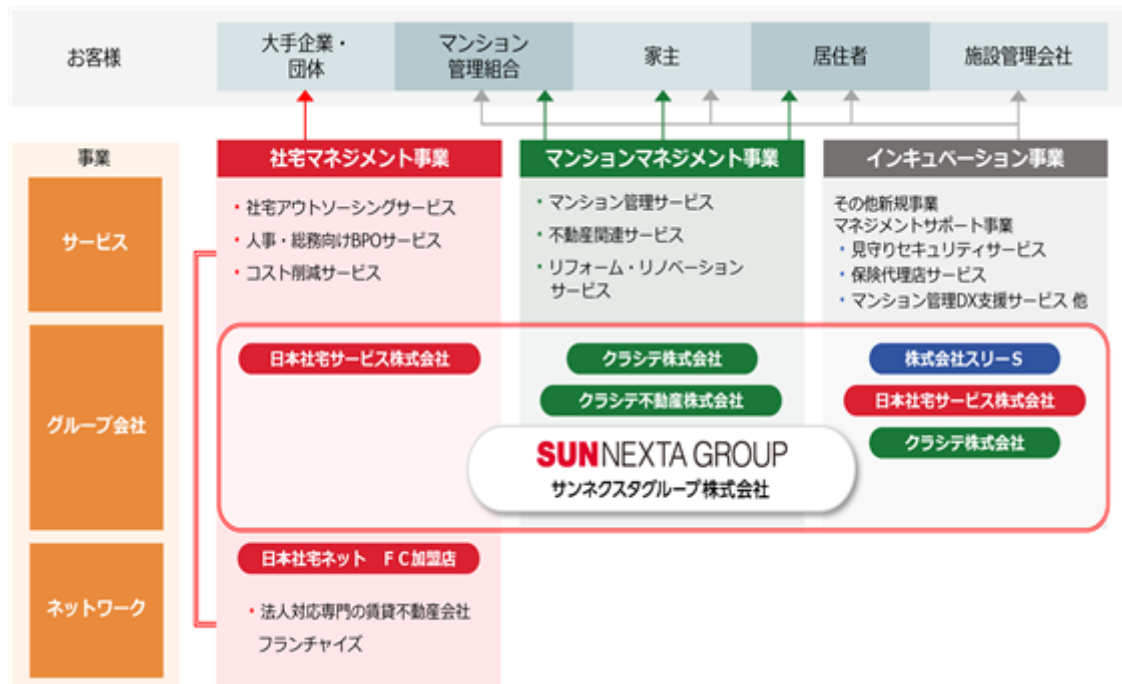 お客様
大手企業・
団体
マンション
管理組合
家主
居住者
施設管理会社
事業
社宅マネジメント事業
マンションマネジメント事業
インキュベーション事業
サービス
・社宅アウトソーシングサービス
・人事・総務向けBPOサービス
・コスト削減サービス
・マンション管理サービス
・不動産関連サービス
・リフォーム・リノベーション
サービス
その他新規事業
マネジメントサポート事業
・見守りセキュリティサービス
・保険代理店サービス
・マンション管理DX支援サービス 他
グループ会社
日本社宅サービス株式会社
クラシテ株式会社
クラシテ不動産株式会社
株式会社スリーS
日本社宅サービス株式会社
クラシテ株式会社
SUNNEXTA GROUP
サンネクスタグループ株式会社
ネットワーク
日本社宅ネット ＦＣ加盟店
・法人対応専門の賃貸不動産会社
フランチャイズ